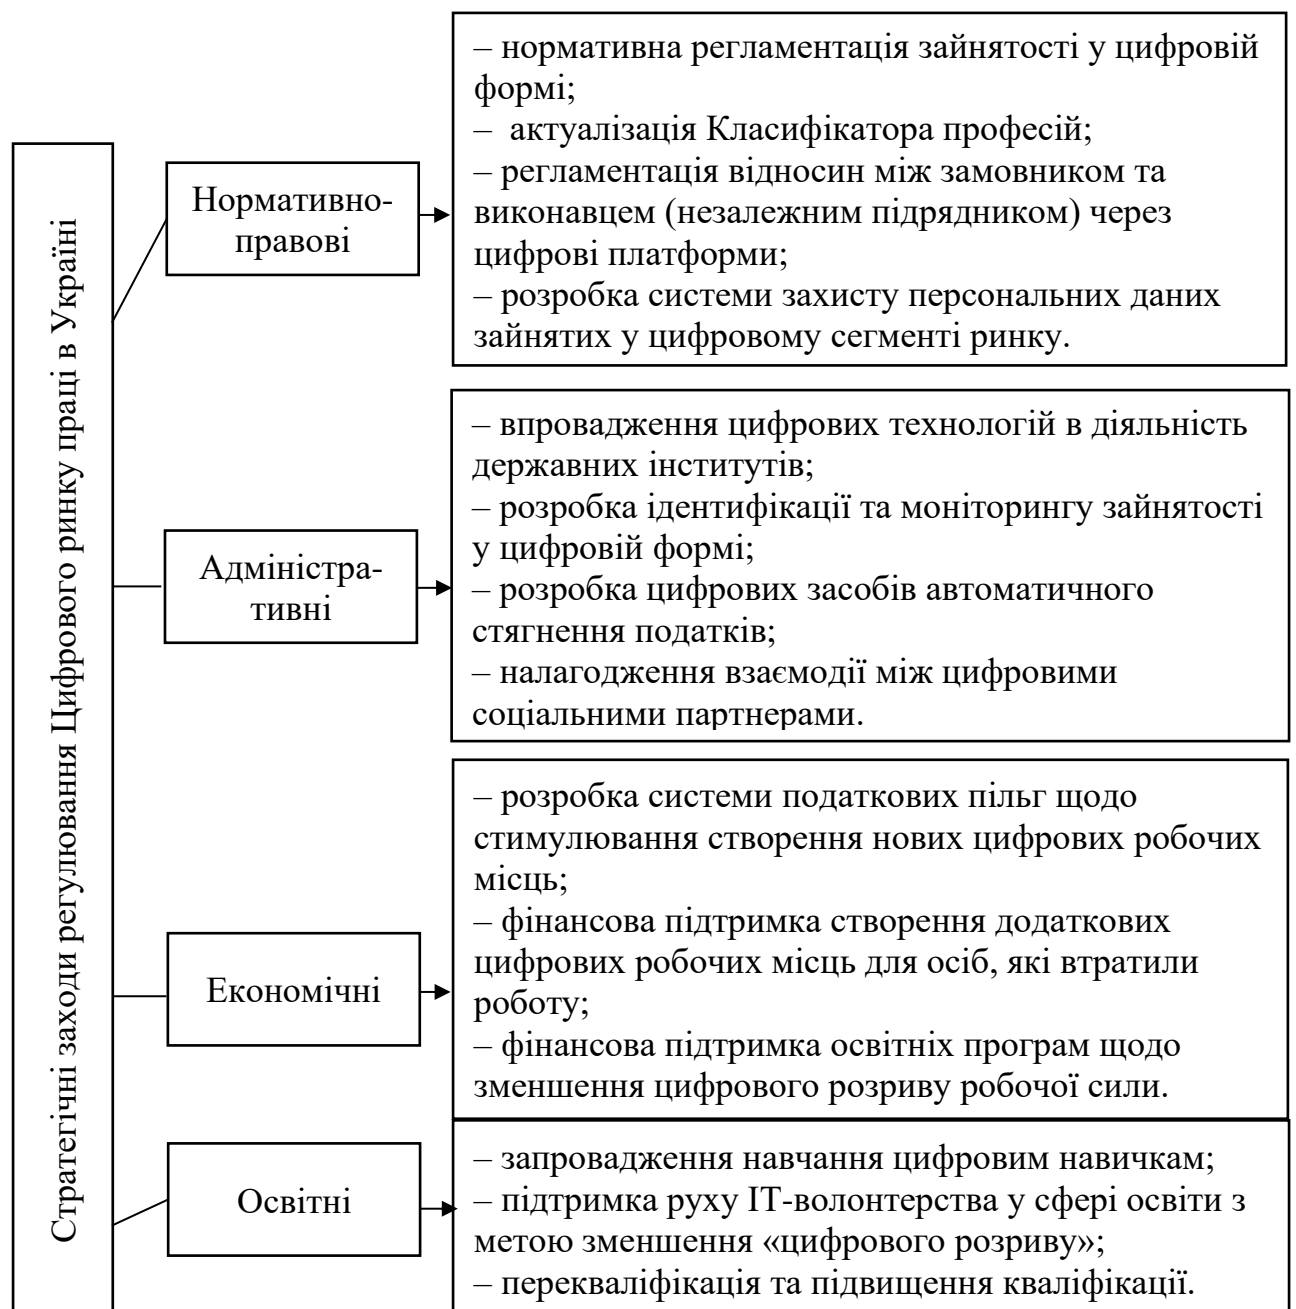 Стратегічні заходи регулювання Цифрового ринку праці в Україні
Нормативно-
правові
– нормативна регламентація зайнятості у цифровій
формі;
– актуалізація Класифікатора професій;
– регламентація відносин між замовником та
виконавцем (незалежним підрядником) через
цифрові платформи;
– розробка системи захисту персональних даних
зайнятих у цифровому сегменті ринку.
Адміністра-
тивні
– впровадження цифрових технологій в діяльність
державних інститутів;
– розробка ідентифікації та моніторингу зайнятості
у цифровій формі;
– розробка цифрових засобів автоматичного
стягнення податків;
– налагодження взаємодії між цифровими
соціальними партнерами.
Економічні
– розробка системи податкових пільг щодо
стимулювання створення нових цифрових робочих
місць;
– фінансова підтримка створення додаткових
цифрових робочих місць для осіб, які втратили
роботу;
– фінансова підтримка освітніх програм щодо
зменшення цифрового розриву робочої сили.
Освітні
– запровадження навчання цифровим навичкам;
– підтримка руху ІТ-волонтерства у сфері освіти з
метою зменшення «цифрового розриву»;
– перекваліфікація та підвищення кваліфікації.